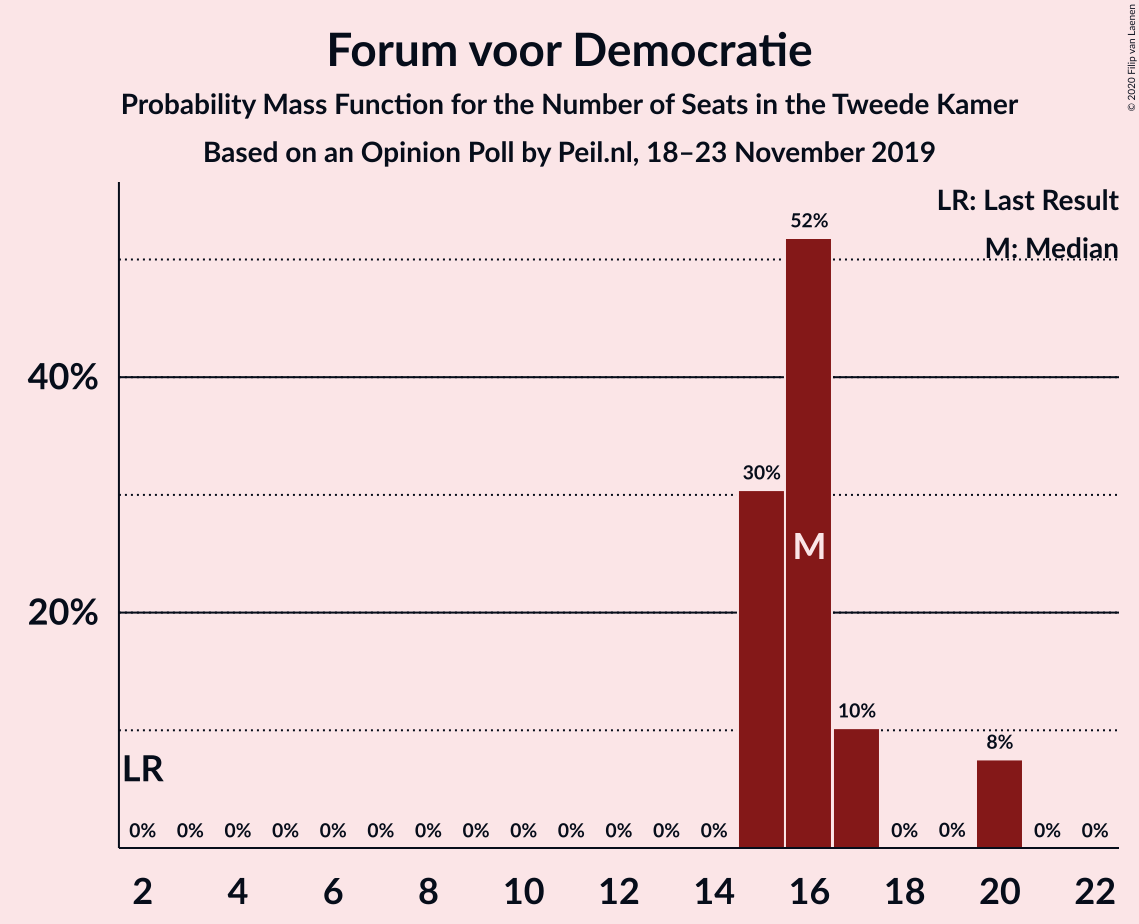 Forum voor Democratie
Probability Mass Function for the Number of Seats in the Tweede Kamer
Based on an Opinion Poll by Peil.nl, 18–23 November 2019
© 2020 Filip van Laenen
LR: Last Result
M: Median
52%
40%
30%
M
20%
10%
8%
LR
0% 0% 0% 0% 0% 0% 0% 0% 0% 0% 0% 0% 0% 0% 0% 0% 0%
2 4 6 8 10 12 14 16 18 20 22